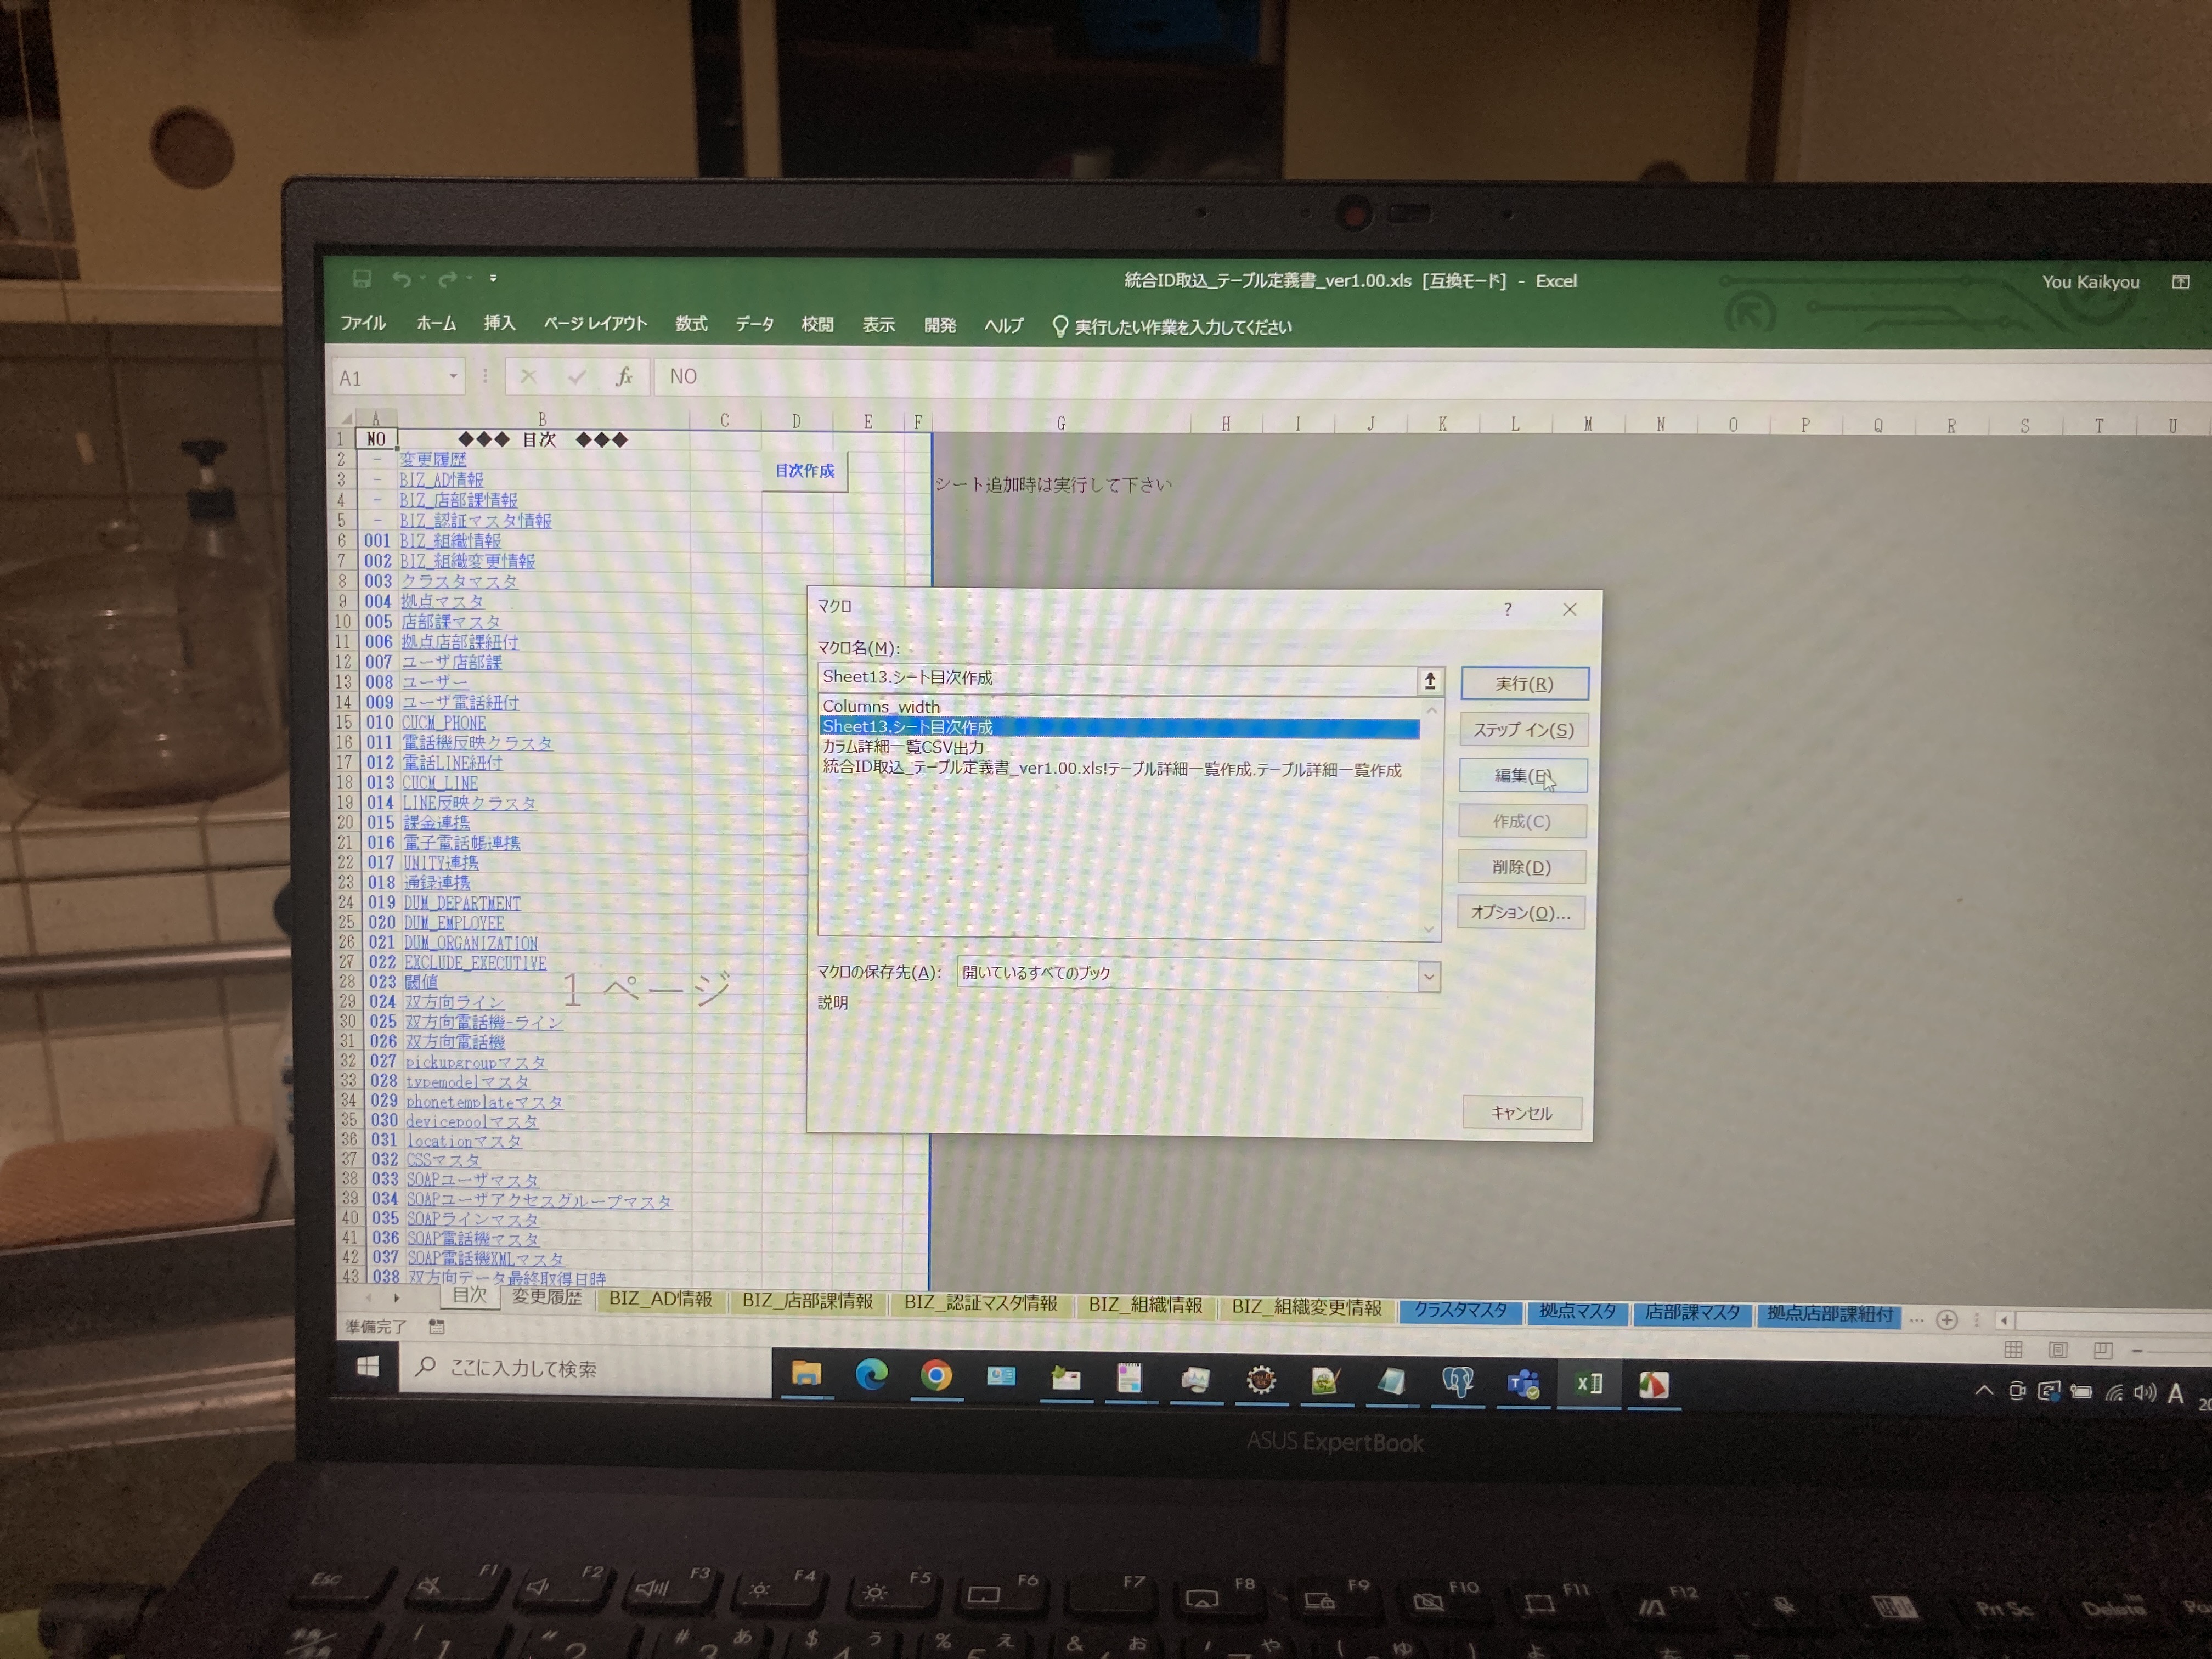 統合ID取込_テーブル定義書_ver1.00.xls [互換モード] - Excel
You Kaikyou
ファイル ホーム 挿入 ページ レイアウト 数式 データ 校閲 表示 開発 ヘルプ 実行したい作業を入力してください
A1 fx NO
A B C D E F G H I J K L M N O P Q R S T U
1 NO ◆◆◆ 目次 ◆◆◆
2 - 変更履歴
3 - BIZ_AD情報
4 - BIZ_店部課情報
5 - BIZ_認証マスタ情報
6 001 BIZ_組織情報
7 002 BIZ_組織変更情報
8 003 クラスタマスタ
9 004 拠点マスタ
10 005 店部課マスタ
11 006 拠点店部課紐付
12 007 ユーザ店部課
13 008 ユーザー
14 009 ユーザ電話紐付
15 010 CUCM_PHONE
16 011 電話機反映クラスタ
17 012 電話LINE紐付
18 013 CUCM_LINE
19 014 LINE反映クラスタ
20 015 課金連携
21 016 電子電話帳連携
22 017 UNITY連携
23 018 通録連携
24 019 DUM_DEPARTMENT
25 020 DUM_EMPLOYEE
26 021 DUM_ORGANIZATION
27 022 EXCLUDE_EXECUTIVE
28 023 閾値
29 024 双方向ライン
30 025 双方向電話機-ライン
31 026 双方向電話機
32 027 pickupgroupマスタ
33 028 typemodelマスタ
34 029 phonetemplateマスタ
35 030 devicepoolマスタ
36 031 locationマスタ
37 032 CSSマスタ
38 033 SOAPユーザマスタ
39 034 SOAPユーザアクセスグループマスタ
40 035 SOAPラインマスタ
41 036 SOAP電話機マスタ
42 037 SOAP電話機XMLマスタ
43 038 双方向データ最終取得日時
1 ページ
目次作成
シート追加時は実行して下さい
マクロ
?
マクロ名(M):
Sheet13.シート目次作成
Columns_width
Sheet13.シート目次作成
カラム詳細一覧CSV出力
統合ID取込_テーブル定義書_ver1.00.xls!テーブル詳細一覧作成.テーブル詳細一覧作成
実行(R)
ステップ イン(S)
編集(E)
作成(C)
削除(D)
オプション(O)...
マクロの保存先(A): 開いているすべてのブック
説明
キャンセル
目次 変更履歴 BIZ_AD情報 BIZ_店部課情報 BIZ_認証マスタ情報 BIZ_組織情報 BIZ_組織変更情報 クラスタマスタ 拠点マスタ 店部課マスタ 拠点店部課紐付 ...
準備完了
ここに入力して検索
A
20
ASUS ExpertBook
Esc F1 F2 F3 F4 F5 F6 F7 F8 F9 F10 F11 F12 Prt Sc Delete